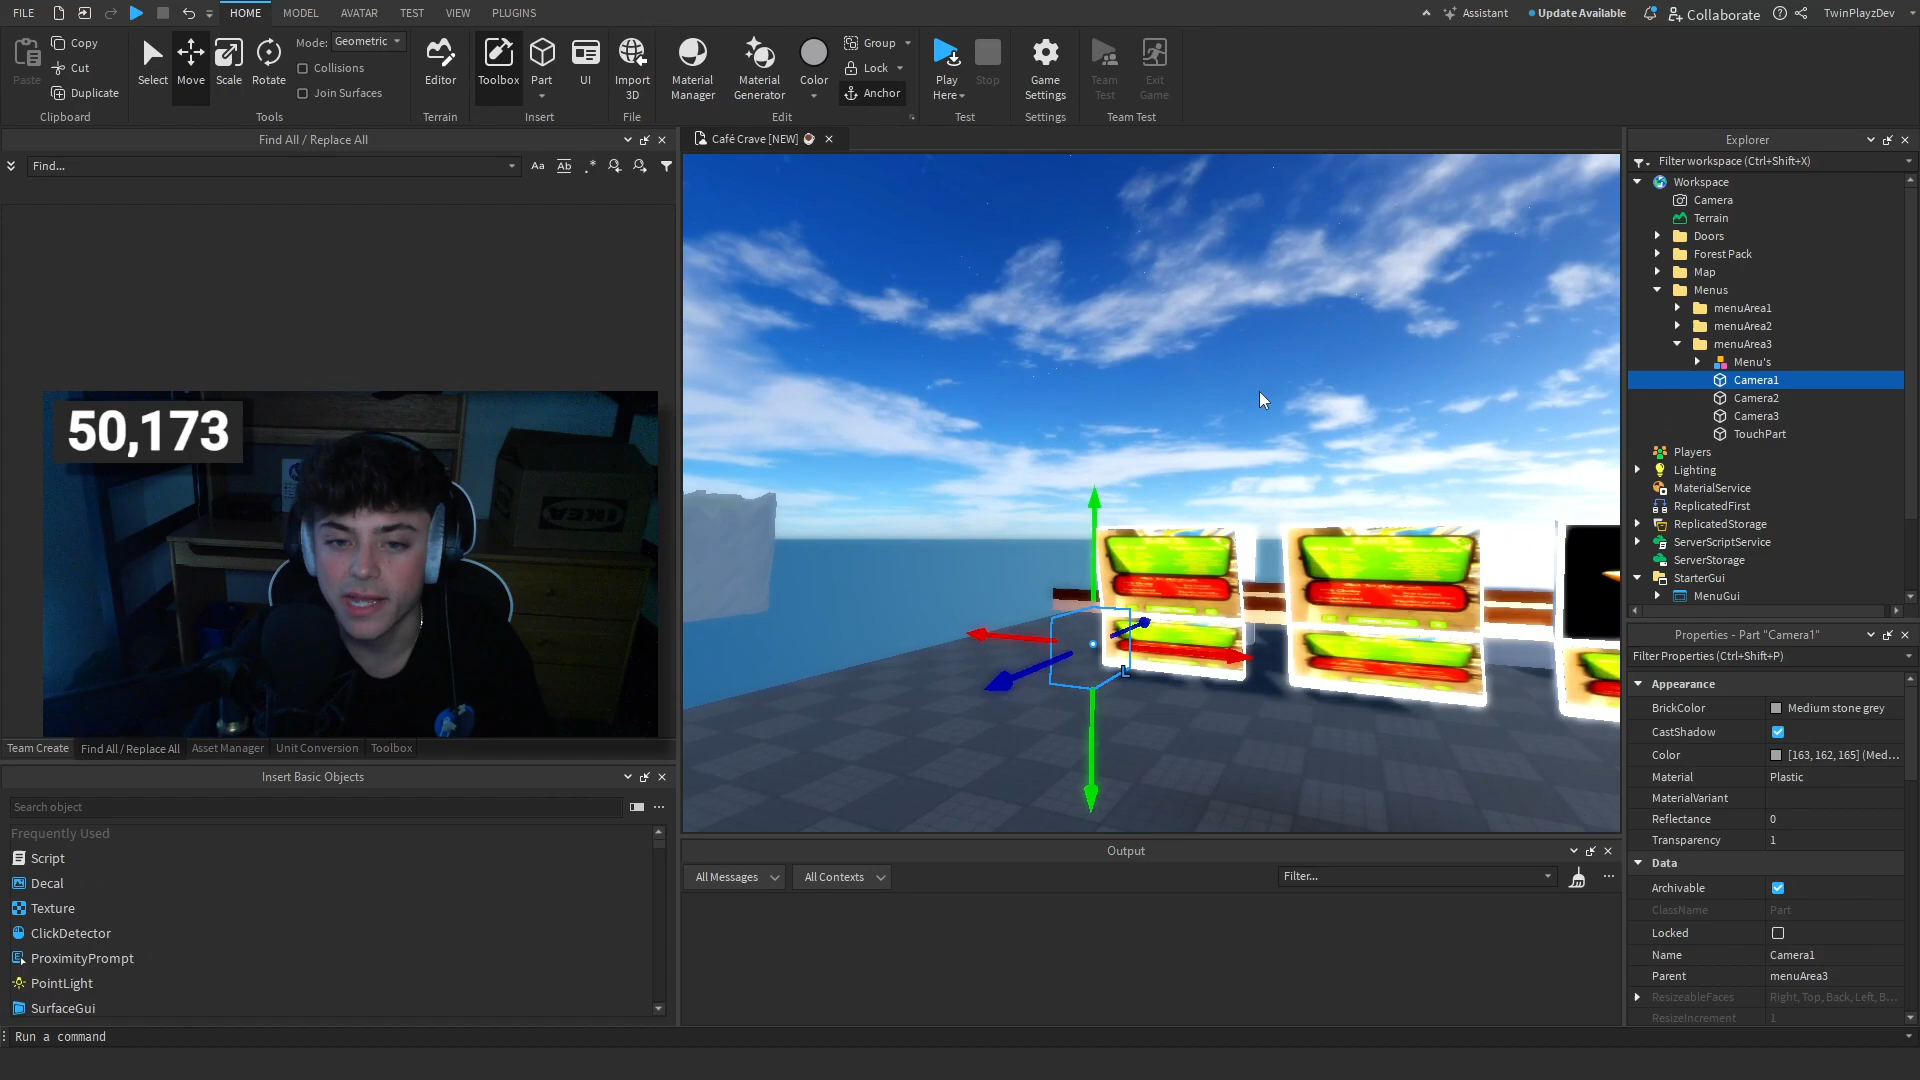 FILE
HOME
MODEL
AVATAR
TEST
VIEW
PLUGINS
Assistant
Update Available
Collaborate
TwinPlayzDev
Paste
Copy
Cut
Duplicate
Clipboard
Select
Move
Scale
Rotate
Mode:
Geometric
Collisions
Join Surfaces
Tools
Editor
Terrain
Toolbox
Part
UI
Insert
Import
3D
File
Material
Manager
Material
Generator
Color
Group
Lock
Anchor
Edit
Play
Here
Stop
Test
Game
Settings
Settings
Team
Test
Exit
Game
Team Test
Find All / Replace All
Find...
Aa
Ab
.*
50,173
IKEA
Team Create
Find All / Replace All
Asset Manager
Unit Conversion
Toolbox
Insert Basic Objects
Search object
Frequently Used
Script
Decal
Texture
ClickDetector
ProximityPrompt
PointLight
SurfaceGui
Run a command
Café Crave [NEW]
L
Output
All Messages
All Contexts
Filter...
Explorer
Filter workspace (Ctrl+Shift+X)
Workspace
Camera
Terrain
Doors
Forest Pack
Map
Menus
menuArea1
menuArea2
menuArea3
Menu's
Camera1
Camera2
Camera3
TouchPart
Players
Lighting
MaterialService
ReplicatedFirst
ReplicatedStorage
ServerScriptService
ServerStorage
StarterGui
MenuGui
Properties - Part "Camera1"
Filter Properties (Ctrl+Shift+P)
Appearance
BrickColor Medium stone grey
CastShadow
Color [163, 162, 165] (Med...
Material Plastic
MaterialVariant
Reflectance 0
Transparency 1
Data
Archivable
ClassName Part
Locked
Name Camera1
Parent menuArea3
ResizeableFaces Right, Top, Back, Left, B...
ResizeIncrement 1